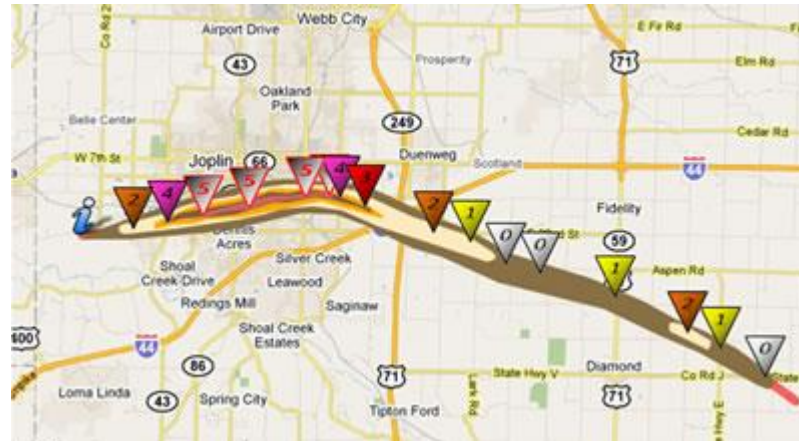 Webb City
Airport Drive
E Fir Rd
Co Rd 2
43
Prosperity
71
Elm Rd
Oakland
Park
Belle Center
249
Cedar Rd
W 7th St
Joplin
66
Duenweg
Scotland
44
2
4
5
5
5
4
3
2
1
0
0
Fidelity
59
1
Acres
Silver Creek
Shoal
Creek Drive
Leawood
Aspen Rd
Redings Mill
Saginaw
2
1
0
400
Shoal Creek
Estates
44
86
71
State Hwy V
Diamond
Co Rd J
State
Loma Linda
43
Spring City
Tipton Ford
Lark Rd
71
Hwy E